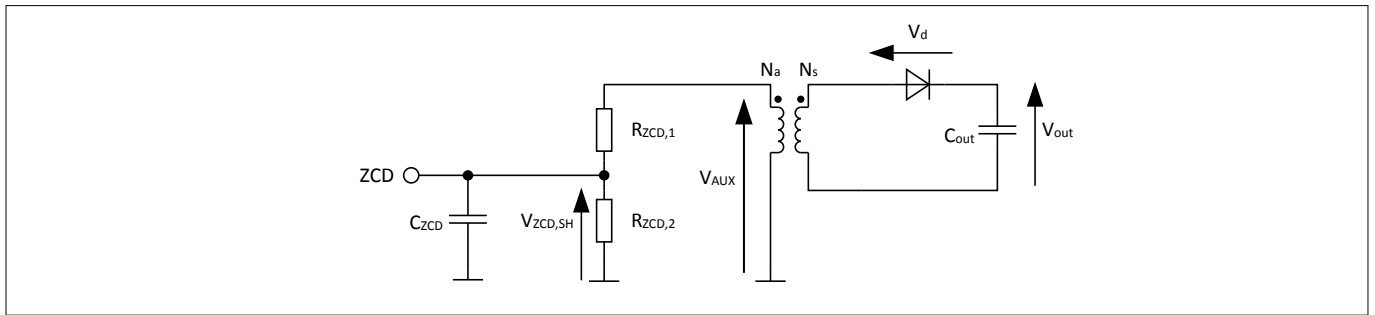 Vd
Na Ns
RZCD,1
Cout
Vout
ZCD
VAUX
CZCD
VZCD,SH
RZCD,2